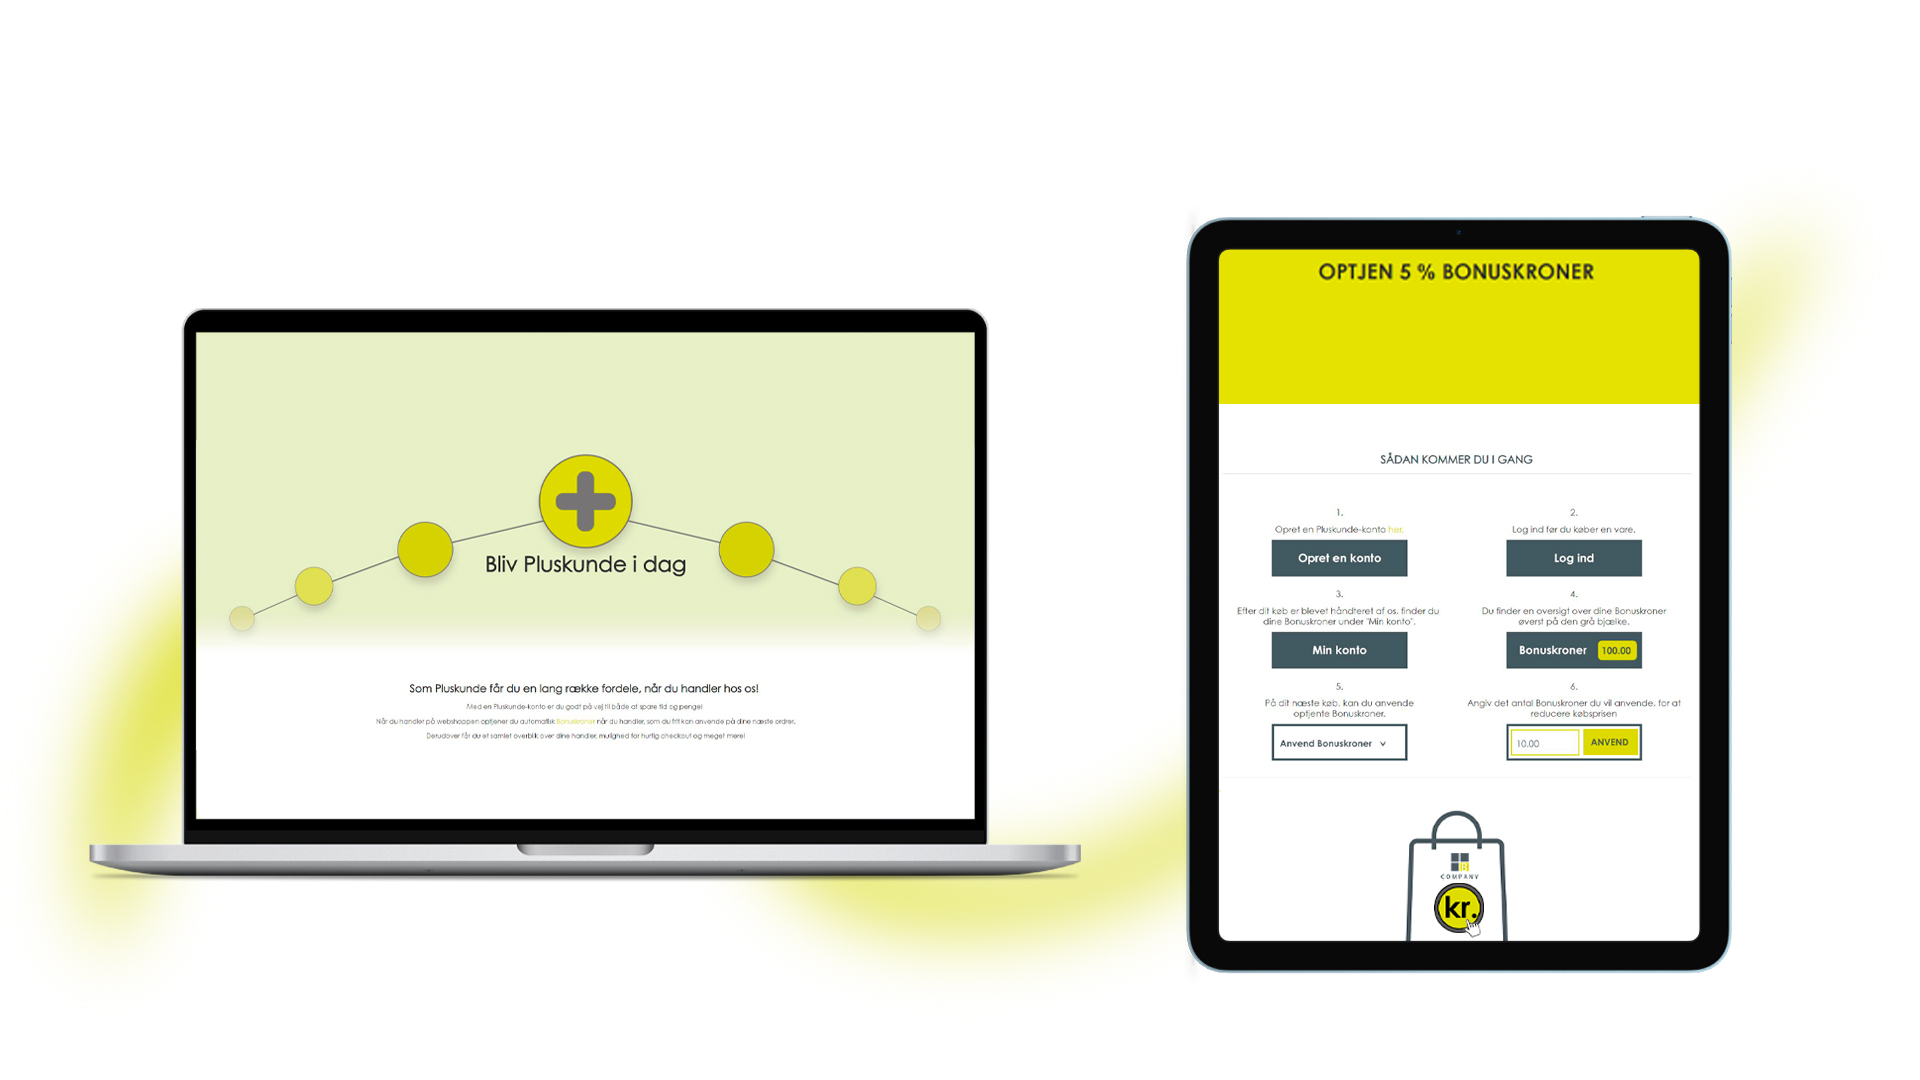 Bliv Pluskunde i dag
Som Pluskunde får du en lang række fordele, når du handler hos os!
Med en Pluskunde-konto er du godt på vej til både at spare tid og penge!
Når du handler på webshoppen optjener du automatisk Bonuskroner når du handler, som du frit kan anvende på dine næste ordrer.
Derudover får du et samlet overblik over dine handler, mulighed for hurtig checkout og meget mere!
OPTJEN 5 % BONUSKRONER
SÅDAN KOMMER DU I GANG
1.
Opret en Pluskunde-konto her.
Opret en konto
2.
Log ind før du køber en vare.
Log ind
3.
Efter dit køb er blevet håndteret af os, finder du
dine Bonuskroner under "Min konto".
Min konto
4.
Du finder en oversigt over dine Bonuskroner
øverst på den grå bjælke.
Bonuskroner 100.00
5.
På dit næste køb, kan du anvende
optjente Bonuskroner.
Anvend Bonuskroner
6.
Angiv det antal Bonuskroner du vil anvende, for at
reducere købsprisen
10.00 ANVEND
B
COMPANY
kr.